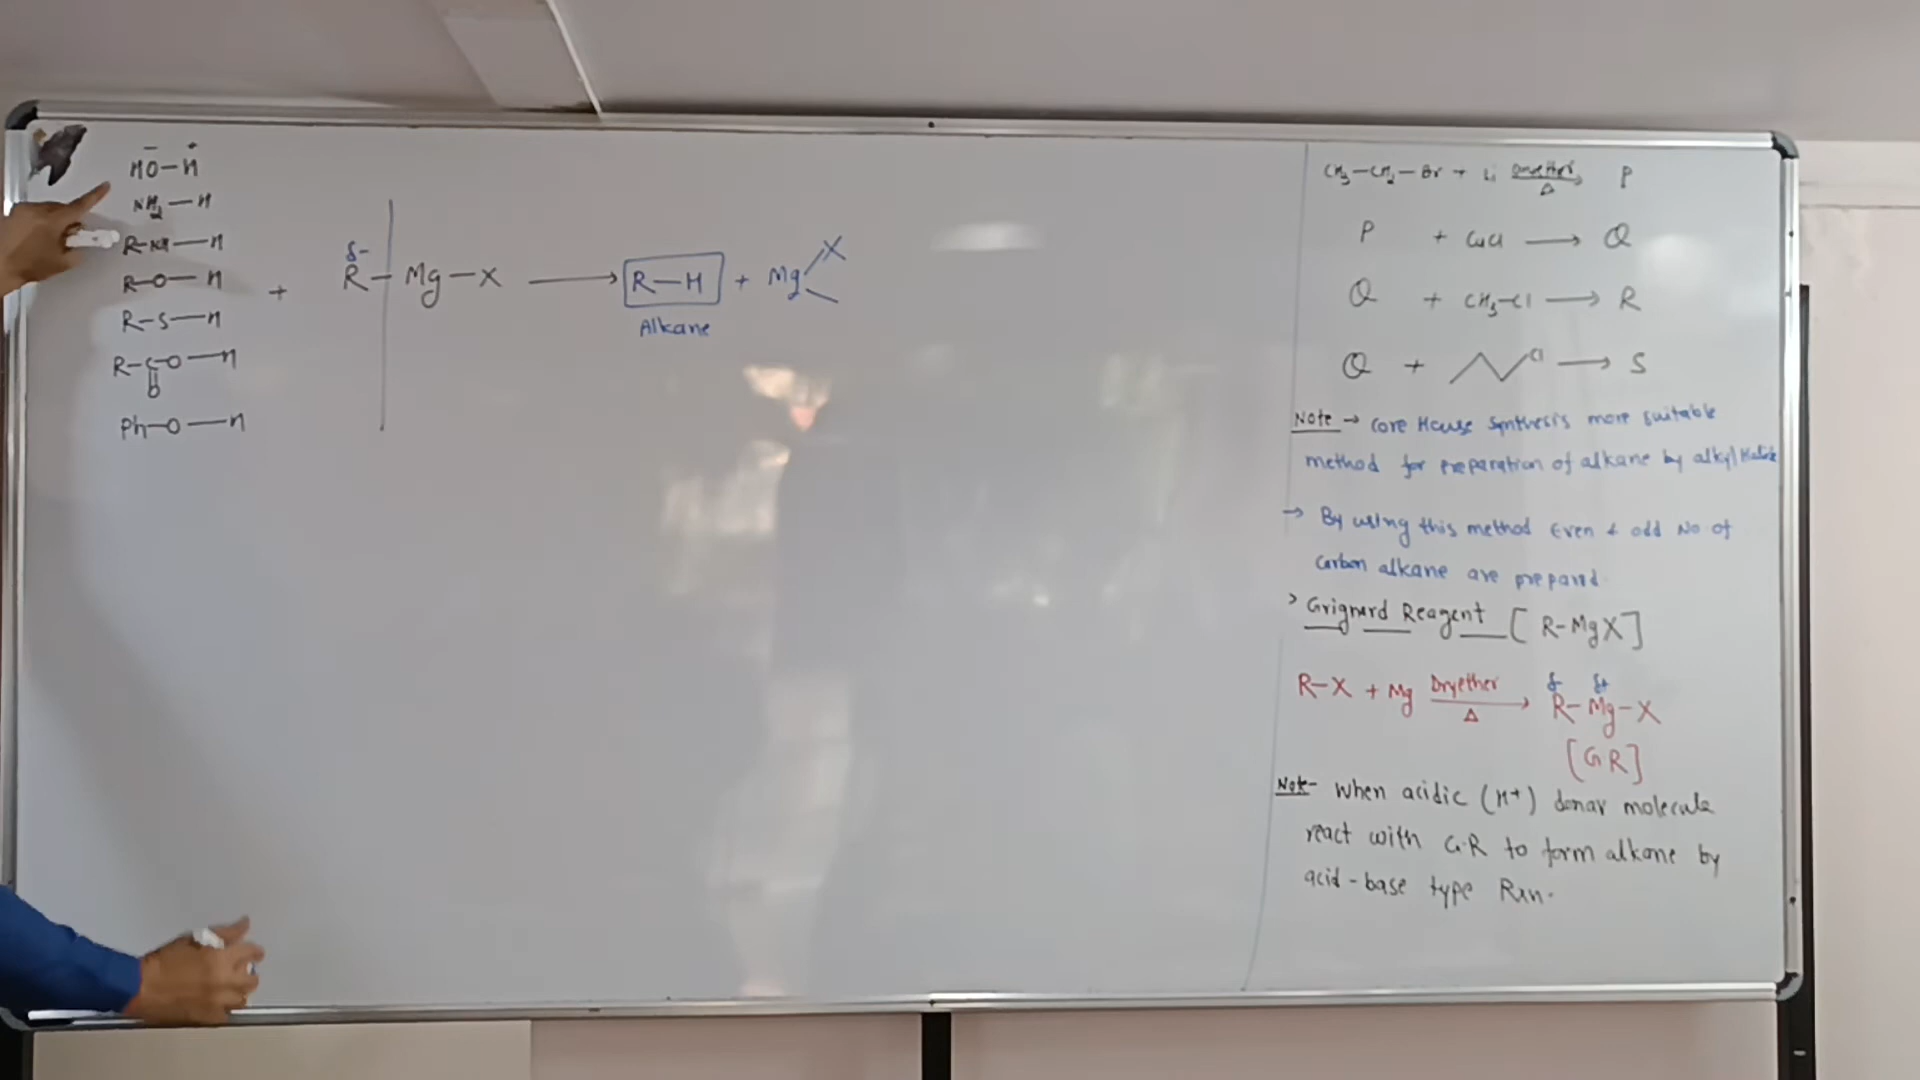 HO⁻—H⁺
NH₂—H
R-NH—H
R-O—H
R-S—H
R-C-O—H
||
O
Ph-O—H
+
δ-
R-Mg-X ⟶ R-H + Mg X
Alkane
CH₃-CH₂-Br + Li Dryether Δ → P
P + CuCl ⟶ Q
Q + CH₃-Cl ⟶ R
Q + Cl ⟶ S
Note → Core House Synthesis more suitable
method for preparation of alkane by alkyl Halide
→ By using this method Even & odd No of
carbon alkane are prepared
> Grignard Reagent [R-MgX]
R-X + Mg Dryether Δ → δ- δ+ R-Mg-X
[GR]
Note- When acidic (H⁺) donar molecule
react with G·R to form alkane by
acid-base type Rxn.